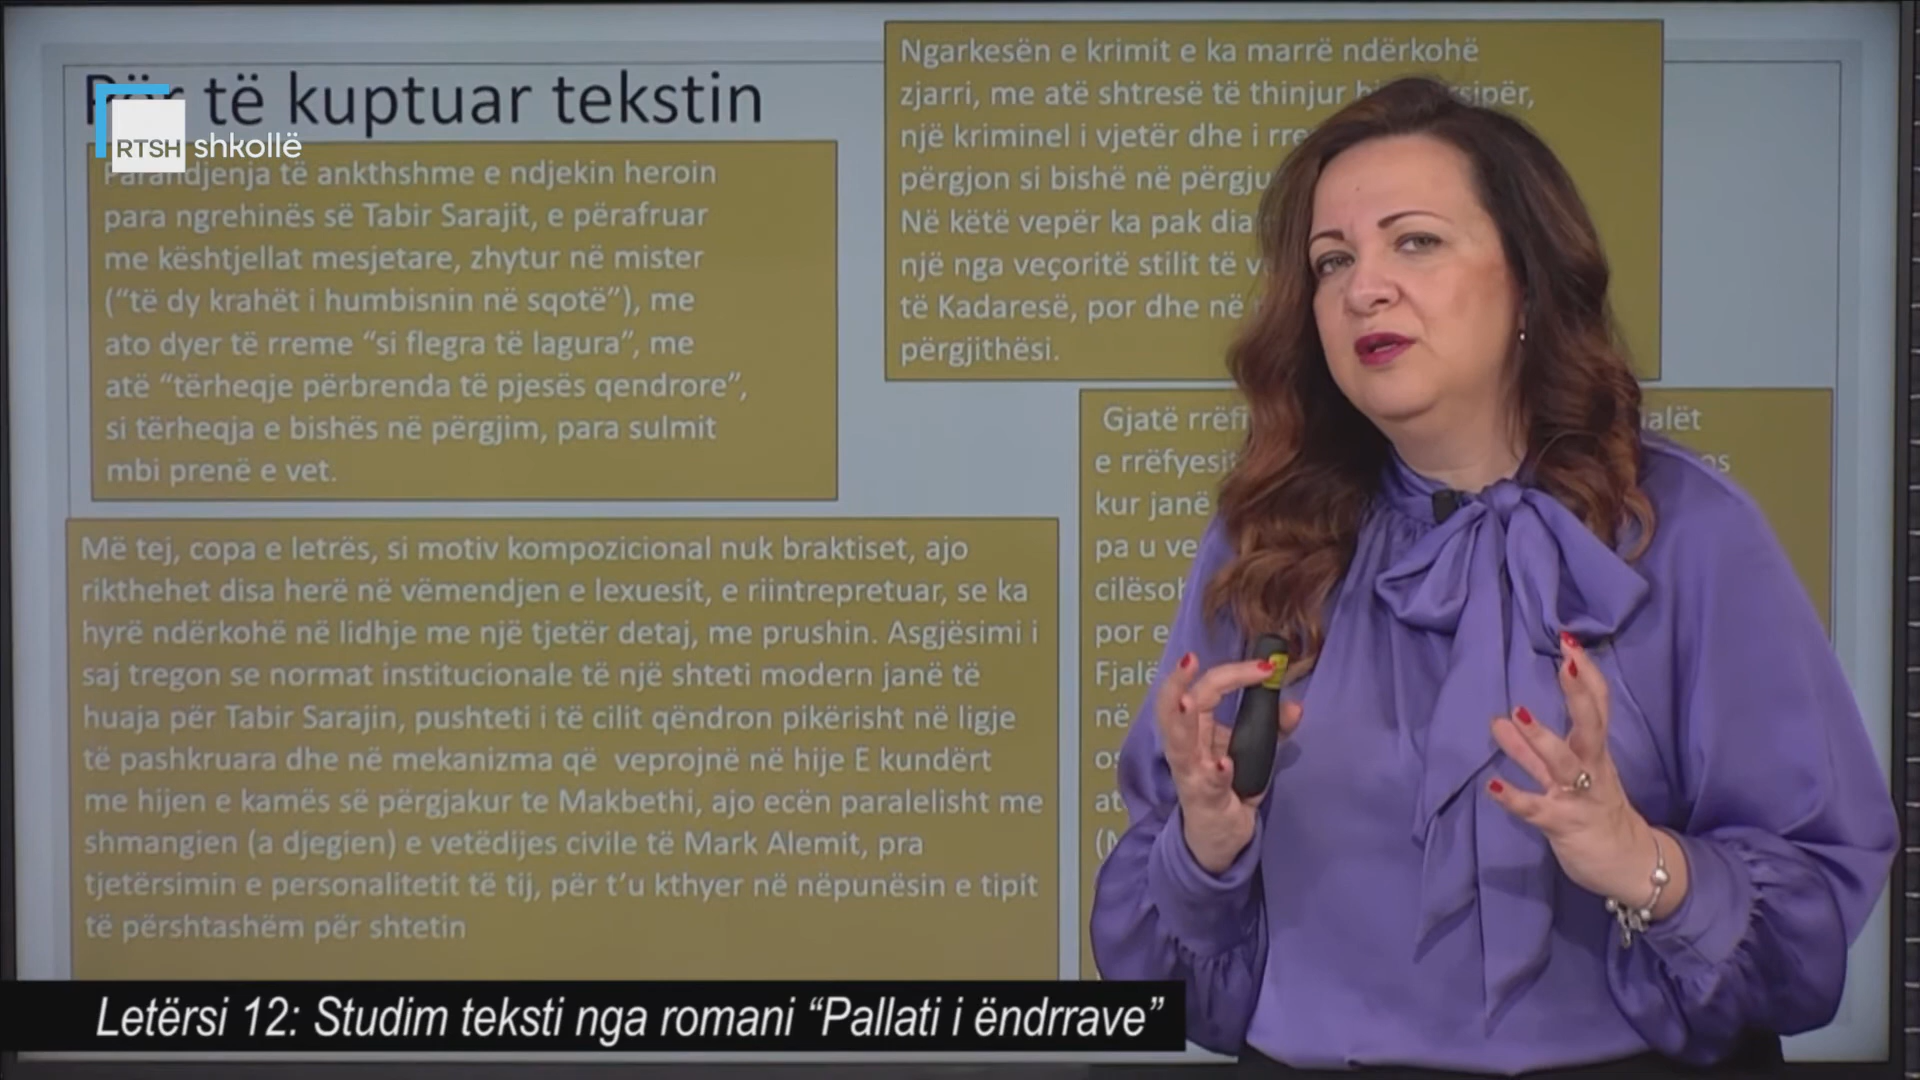 Për të kuptuar tekstin
RTSH shkollë
Parandjenja të ankthshme e ndjekin heroin
para ngrehinës së Tabir Sarajit, e përafruar
me kështjellat mesjetare, zhytur në mister
(“të dy krahët i humbisnin në sqotë”), me
ato dyer të rreme “si flegra të lagura”, me
atë “tërheqje përbrenda të pjesës qendrore”,
si tërheqja e bishës në përgjim, para sulmit
mbi prenë e vet.
Ngarkesën e krimit e ka marrë ndërkohë
zjarri, me atë shtresë të thinjur
një kriminel i vjetër dhe i
përgjon si bishë në
Në këtë vepër ka pak
një nga veçoritë stilit të
të Kadaresë, por dhe në
përgjithësi.
Më tej, copa e letrës, si motiv kompozicional nuk braktiset, ajo
rikthehet disa herë në vëmendjen e lexuesit, e riintrepretuar, se ka
hyrë ndërkohë në lidhje me një tjetër detaj, me prushin. Asgjësimi i
saj tregon se normat institucionale të një shteti modern janë të
huaja për Tabir Sarajin, pushteti i të cilit qëndron pikërisht në ligje
të pashkruara dhe në mekanizma që veprojnë në hije E kundërt
me hijen e kamës së përgjakur te Makbethi, ajo ecën paralelisht me
shmangien (a djegien) e vetëdijes civile të Mark Alemit, pra
tjetërsimin e personalitetit të tij, për t’u kthyer në nëpunësin e tipit
të përshtashëm për shtetin
Gjatë
e
kur janë
pa u
por e
në
Letërsi 12: Studim teksti nga romani “Pallati i ëndrrave”